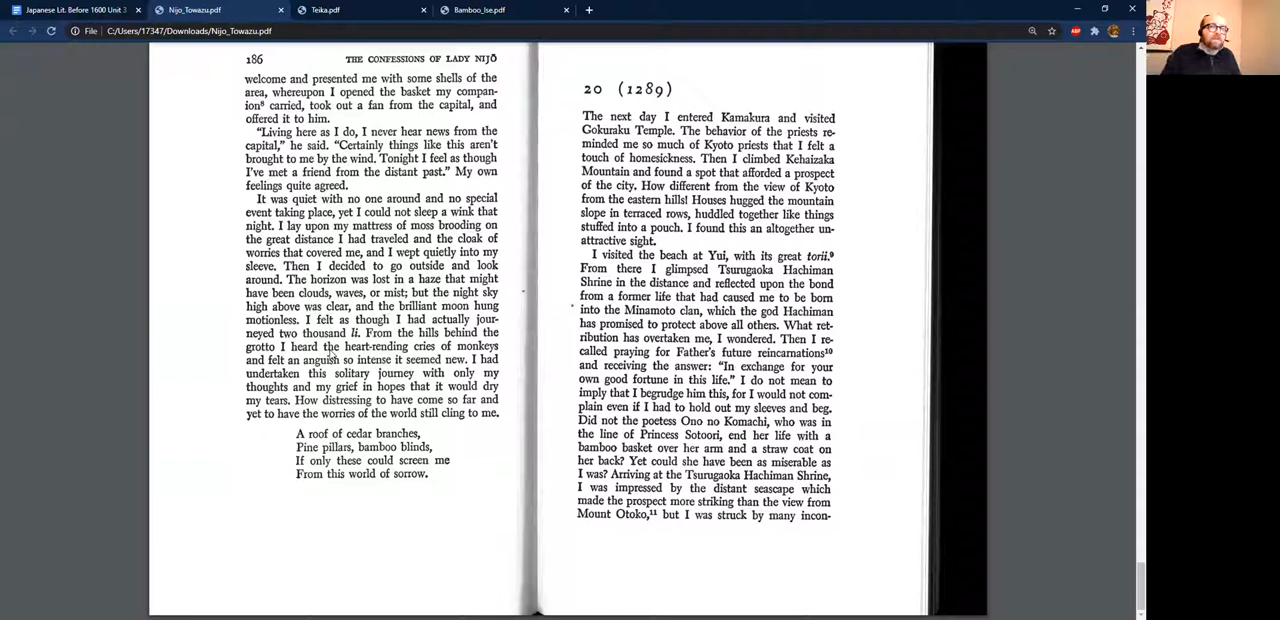 Japanese Lit. Before 1600 Unit 3
Nijo_Towazu.pdf
Teika.pdf
Bamboo_Ise.pdf
File
C:/Users/17347/Downloads/Nijo_Towazu.pdf
ABP
186 THE CONFESSIONS OF LADY NIJŌ
welcome and presented me with some shells of the
area, whereupon I opened the basket my compan-
ion⁸ carried, took out a fan from the capital, and
offered it to him.
“Living here as I do, I never hear news from the
capital,” he said. “Certainly things like this aren’t
brought to me by the wind. Tonight I feel as though
I’ve met a friend from the distant past.” My own
feelings quite agreed.
It was quiet with no one around and no special
event taking place, yet I could not sleep a wink that
night. I lay upon my mattress of moss brooding on
the great distance I had traveled and the cloak of
worries that covered me, and I wept quietly into my
sleeve. Then I decided to go outside and look
around. The horizon was lost in a haze that might
have been clouds, waves, or mist; but the night sky
high above was clear, and the brilliant moon hung
motionless. I felt as though I had actually jour-
neyed two thousand li. From the hills behind the
grotto I heard the heart-rending cries of monkeys
and felt an anguish so intense it seemed new. I had
undertaken this solitary journey with only my
thoughts and my grief in hopes that it would dry
my tears. How distressing to have come so far and
yet to have the worries of the world still cling to me.
A roof of cedar branches,
Pine pillars, bamboo blinds,
If only these could screen me
From this world of sorrow.
20 (1289)
The next day I entered Kamakura and visited
Gokuraku Temple. The behavior of the priests re-
minded me so much of Kyoto priests that I felt a
touch of homesickness. Then I climbed Kehaizaka
Mountain and found a spot that afforded a prospect
of the city. How different from the view of Kyoto
from the eastern hills! Houses hugged the mountain
slope in terraced rows, huddled together like things
stuffed into a pouch. I found this an altogether un-
attractive sight.
I visited the beach at Yui, with its great torii.⁹
From there I glimpsed Tsurugaoka Hachiman
Shrine in the distance and reflected upon the bond
from a former life that had caused me to be born
into the Minamoto clan, which the god Hachiman
has promised to protect above all others. What ret-
ribution has overtaken me, I wondered. Then I re-
called praying for Father’s future reincarnations¹⁰
and receiving the answer: “In exchange for your
own good fortune in this life.” I do not mean to
imply that I begrudge him this, for I would not com-
plain even if I had to hold out my sleeves and beg.
Did not the poetess Ono no Komachi, who was in
the line of Princess Sotoori, end her life with a
bamboo basket over her arm and a straw coat on
her back? Yet could she have been as miserable as
I was? Arriving at the Tsurugaoka Hachiman Shrine,
I was impressed by the distant seascape which
made the prospect more striking than the view from
Mount Otoko,¹¹ but I was struck by many incon-